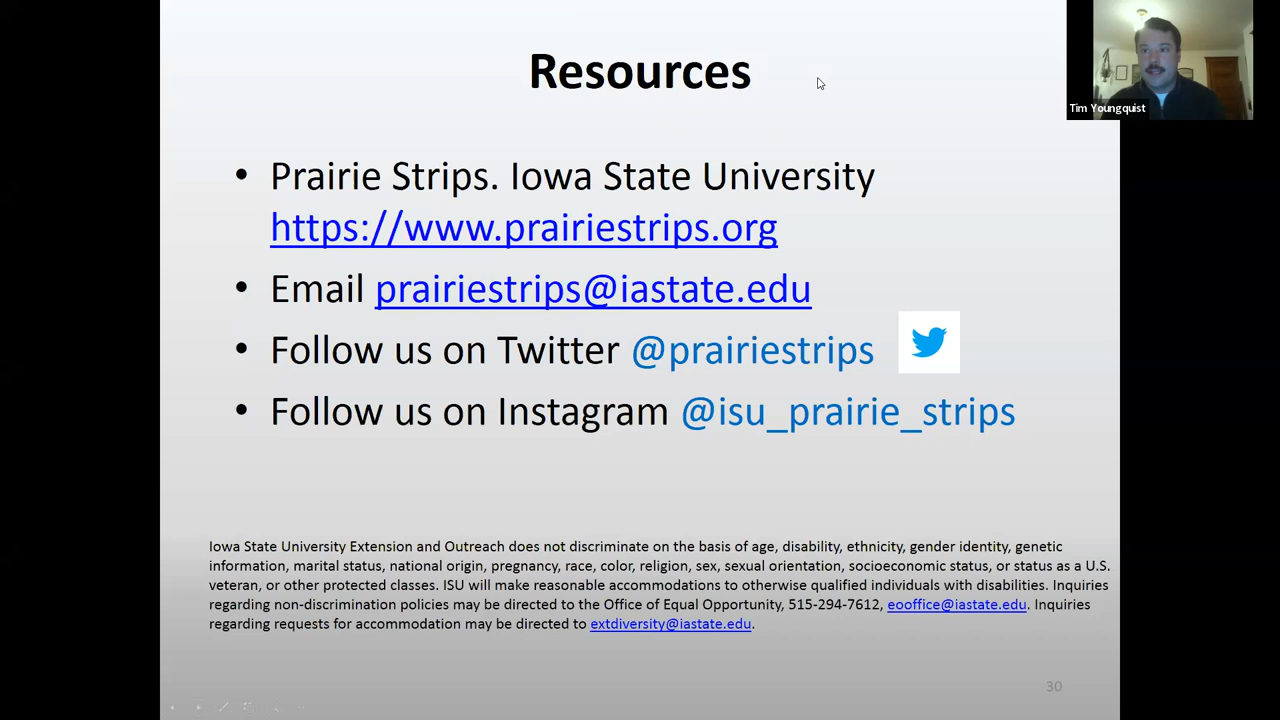 Resources
Tim Youngquist
• Prairie Strips. Iowa State University
https://www.prairiestrips.org
• Email prairiestrips@iastate.edu
• Follow us on Twitter @prairiestrips
• Follow us on Instagram @isu_prairie_strips
Iowa State University Extension and Outreach does not discriminate on the basis of age, disability, ethnicity, gender identity, genetic
information, marital status, national origin, pregnancy, race, color, religion, sex, sexual orientation, socioeconomic status, or status as a U.S.
veteran, or other protected classes. ISU will make reasonable accommodations to otherwise qualified individuals with disabilities. Inquiries
regarding non-discrimination policies may be directed to the Office of Equal Opportunity, 515-294-7612, eooffice@iastate.edu. Inquiries
regarding requests for accommodation may be directed to extdiversity@iastate.edu.
30